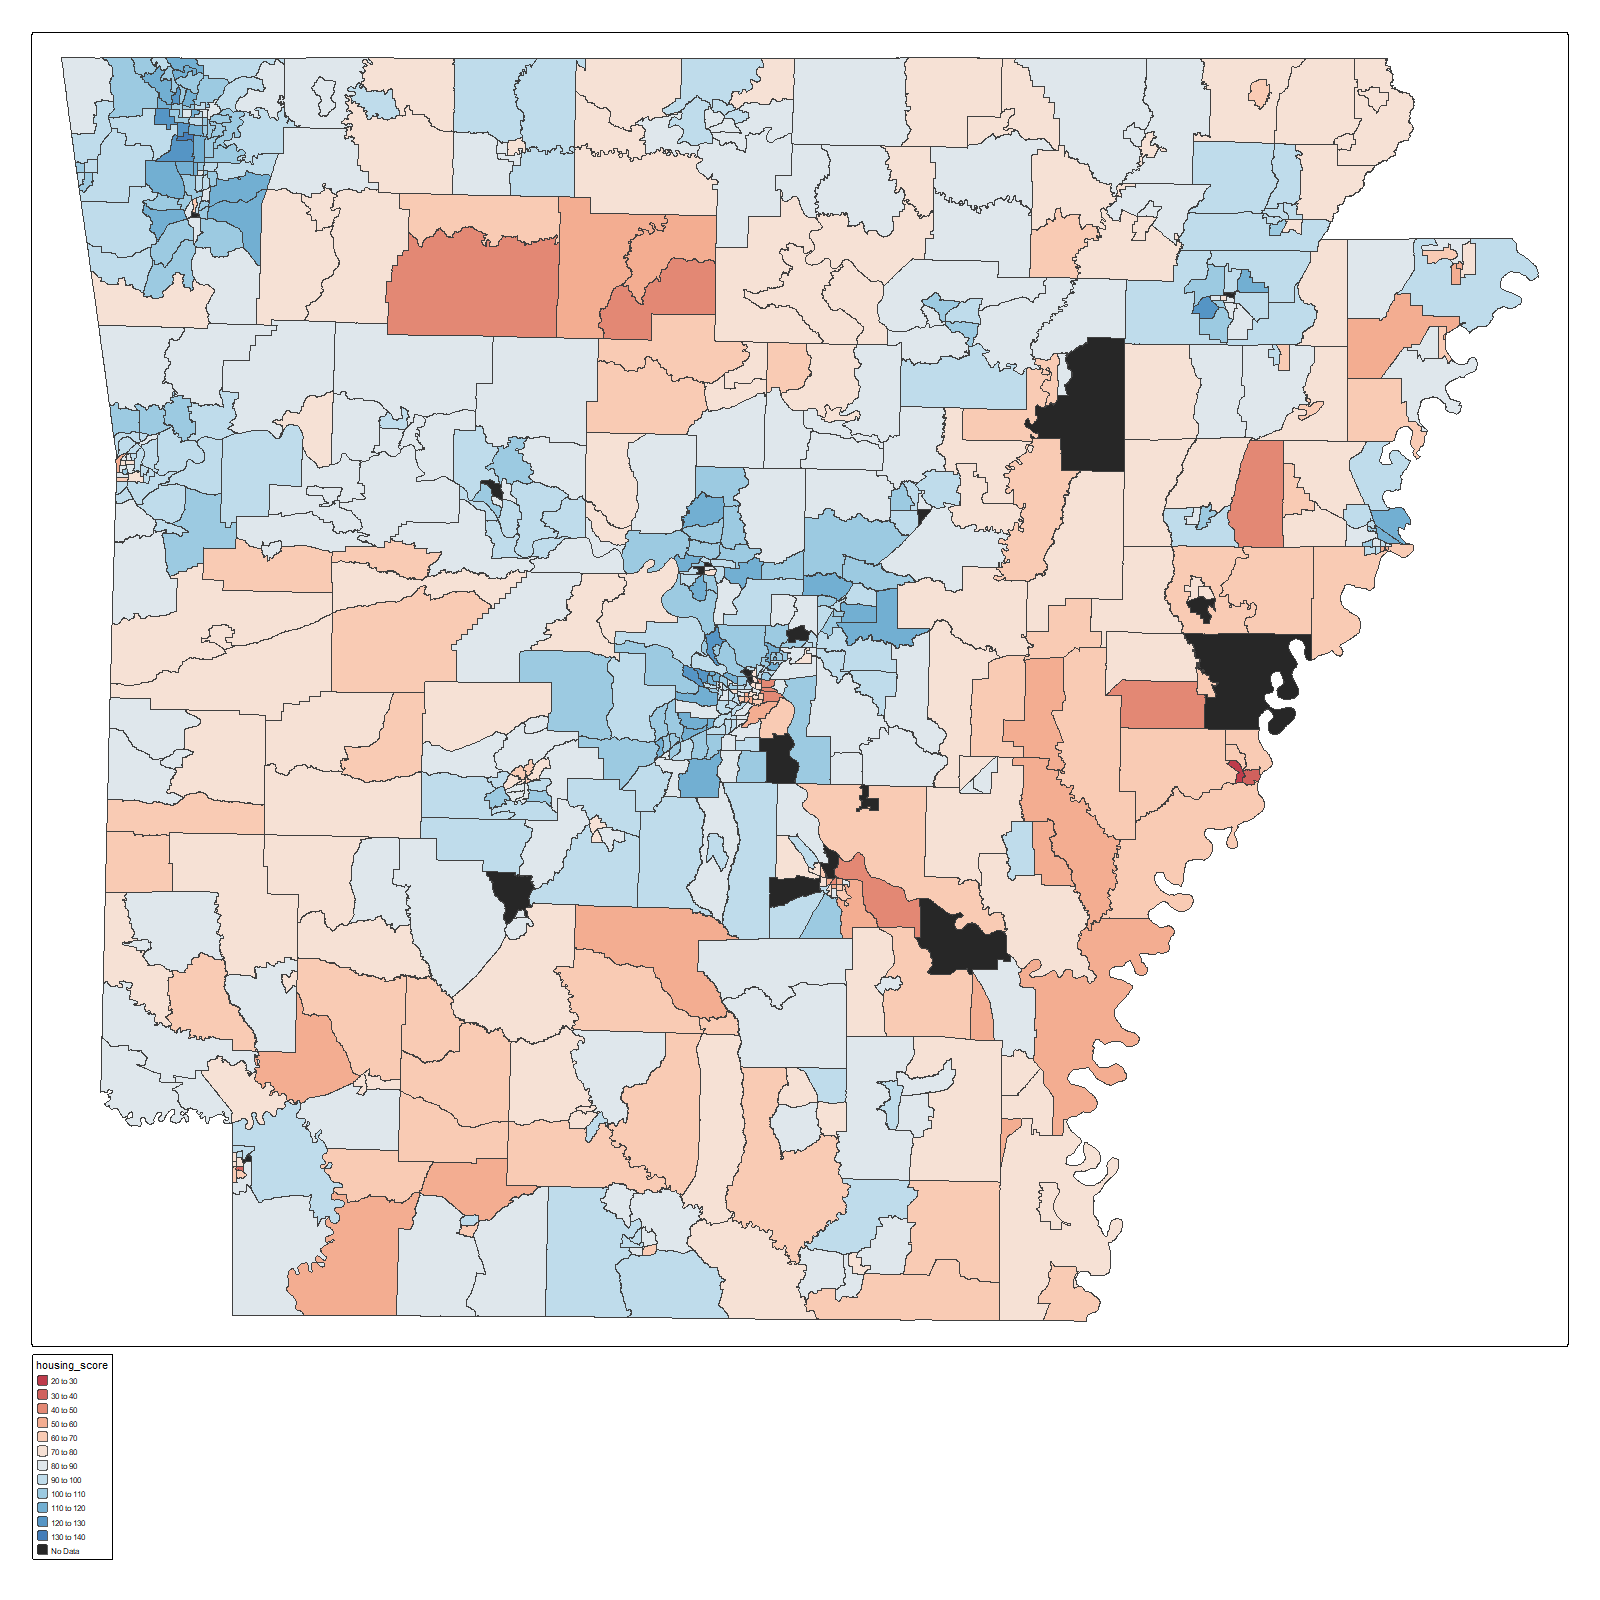 housing_score
20 to 30
30 to 40
40 to 50
50 to 60
60 to 70
70 to 80
80 to 90
90 to 100
100 to 110
110 to 120
120 to 130
130 to 140
No Data